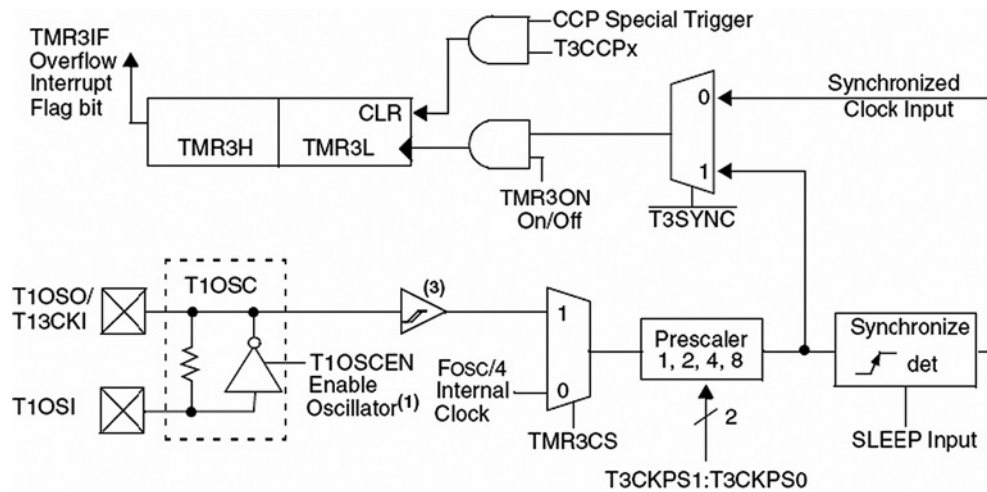 CCP Special Trigger
T3CCPx
TMR3IF
Overflow
Interrupt
Flag bit
CLR
TMR3H
TMR3L
TMR3ON
On/Off
0
1
T3SYNC
Synchronized
Clock Input
T1OSO/
T13CKI
T1OSI
T1OSC
T1OSCEN
Enable
Oscillator(1)
(3)
FOSC/4
Internal
Clock
1
0
TMR3CS
Prescaler
1, 2, 4, 8
2
T3CKPS1:T3CKPS0
Synchronize
det
SLEEP Input